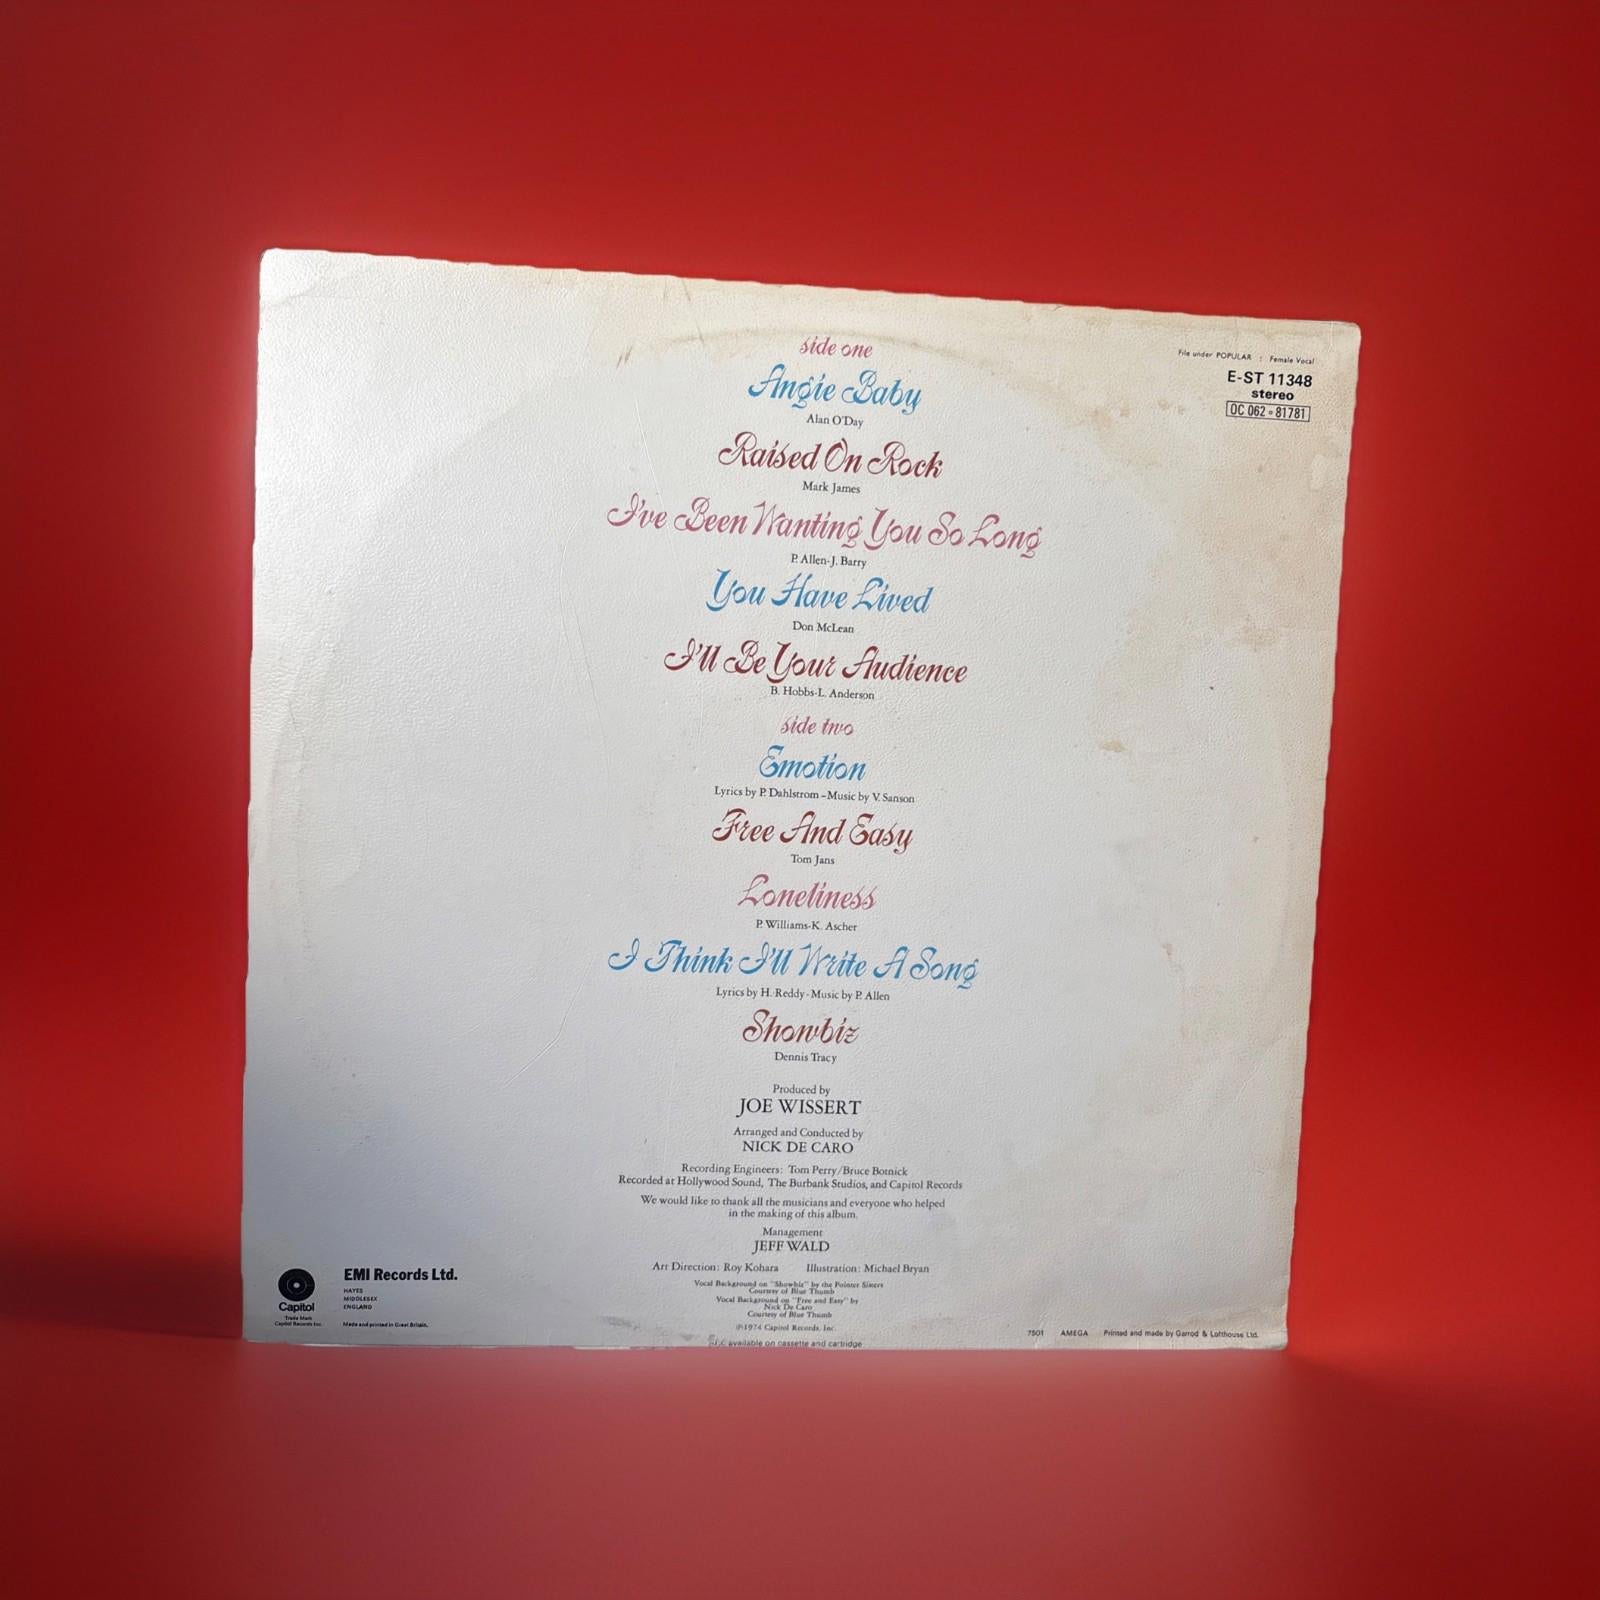 File under POPULAR : Female Vocal
E-ST 11348
stereo
OC 062 • 81781
side one
Angie Baby
Alan O'Day
Raised On Rock
Mark James
I've Been Wanting You So Long
P. Allen-J. Barry
You Have Lived
Don McLean
I'll Be Your Audience
B. Hobbs-L. Anderson
side two
Emotion
Lyrics by P. Dahlstrom - Music by V. Sanson
Free And Easy
Tom Jans
Loneliness
P. Williams-K. Ascher
I Think I'll Write A Song
Lyrics by H. Reddy - Music by P. Allen
Showbiz
Dennis Tracy
Produced by
JOE WISSERT
Arranged and Conducted by
NICK DE CARO
Recording Engineers: Tom Perry/Bruce Botnick
Recorded at Hollywood Sound, The Burbank Studios, and Capitol Records
We would like to thank all the musicians and everyone who helped
in the making of this album.
Management
JEFF WALD
Art Direction: Roy Kohara Illustration: Michael Bryan
Vocal Background on "Showbiz" by the Pointer Sisters
Courtesy of Blue Thumb
Vocal Background on "Free and Easy" by
Nick De Caro
Courtesy of Blue Thumb
℗1974 Capitol Records, Inc.
available on cassette and cartridge
Capitol
Trade Mark
Capitol Records Inc.
EMI Records Ltd.
HAYES
MIDDLESEX
ENGLAND
Made and printed in Great Britain.
7501 AMEGA Printed and made by Garrod & Lofthouse Ltd.